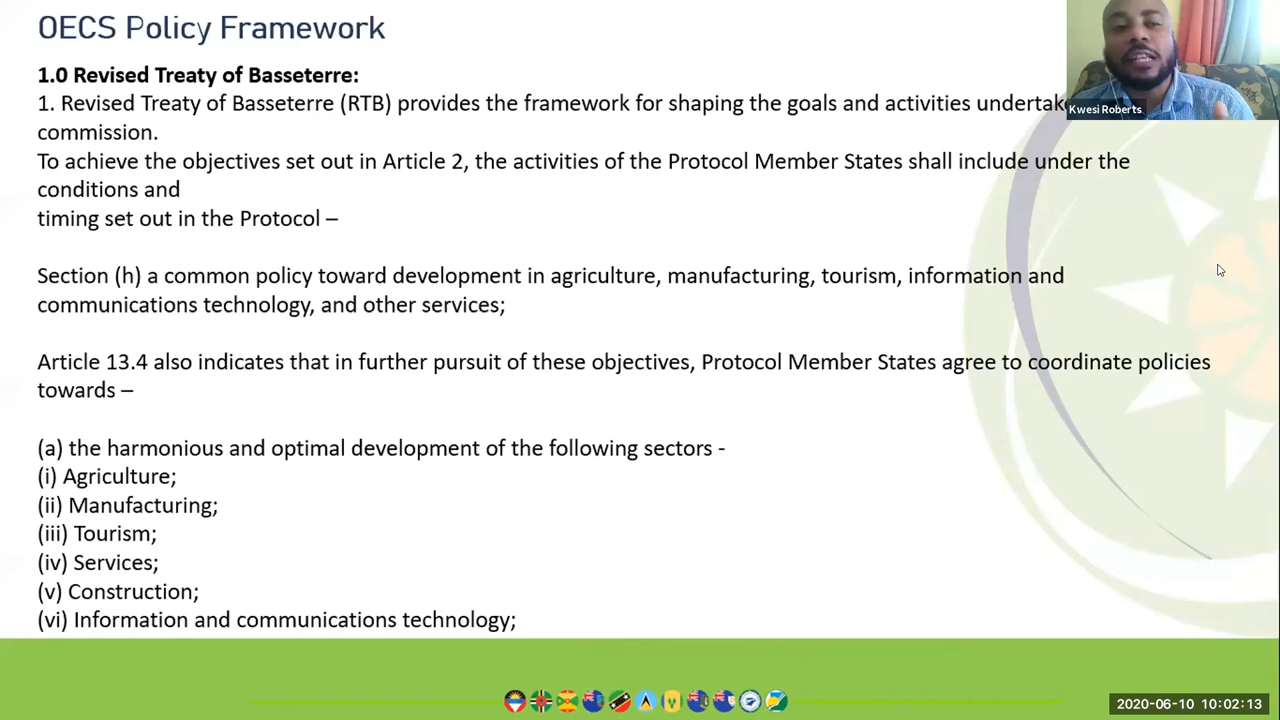 OECS Policy Framework
1.0 Revised Treaty of Basseterre:
1. Revised Treaty of Basseterre (RTB) provides the framework for shaping the goals and activities undertak
commission.
To achieve the objectives set out in Article 2, the activities of the Protocol Member States shall include under the
conditions and
timing set out in the Protocol –
Section (h) a common policy toward development in agriculture, manufacturing, tourism, information and
communications technology, and other services;
Article 13.4 also indicates that in further pursuit of these objectives, Protocol Member States agree to coordinate policies
towards –
(a) the harmonious and optimal development of the following sectors -
(i) Agriculture;
(ii) Manufacturing;
(iii) Tourism;
(iv) Services;
(v) Construction;
(vi) Information and communications technology;
Kwesi Roberts
2020-06-10 10:02:13